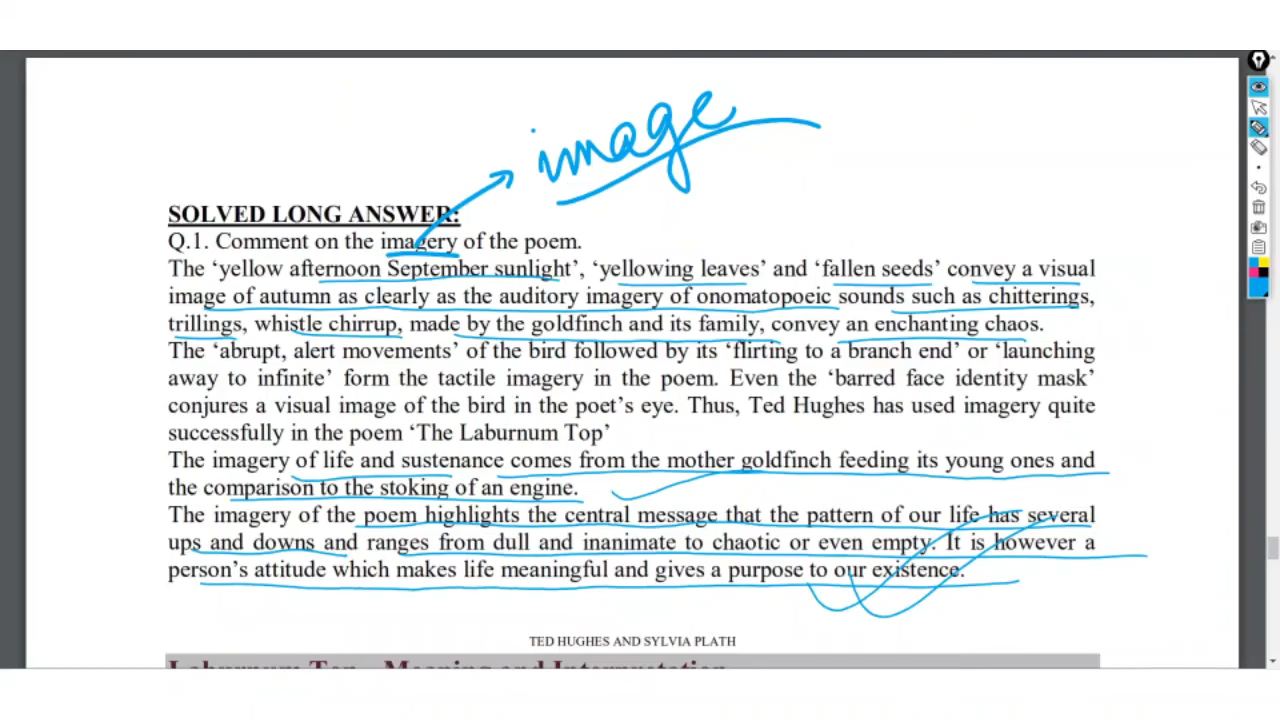 image
SOLVED LONG ANSWER:
Q.1. Comment on the imagery of the poem.
The ‘yellow afternoon September sunlight’, ‘yellowing leaves’ and ‘fallen seeds’ convey a visual
image of autumn as clearly as the auditory imagery of onomatopoeic sounds such as chitterings,
trillings, whistle chirrup, made by the goldfinch and its family, convey an enchanting chaos.
The ‘abrupt, alert movements’ of the bird followed by its ‘flirting to a branch end’ or ‘launching
away to infinite’ form the tactile imagery in the poem. Even the ‘barred face identity mask’
conjures a visual image of the bird in the poet’s eye. Thus, Ted Hughes has used imagery quite
successfully in the poem ‘The Laburnum Top’
The imagery of life and sustenance comes from the mother goldfinch feeding its young ones and
the comparison to the stoking of an engine.
The imagery of the poem highlights the central message that the pattern of our life has several
ups and downs and ranges from dull and inanimate to chaotic or even empty. It is however a
person’s attitude which makes life meaningful and gives a purpose to our existence.
TED HUGHES AND SYLVIA PLATH
Laburnum Top – Meaning and Interpretation